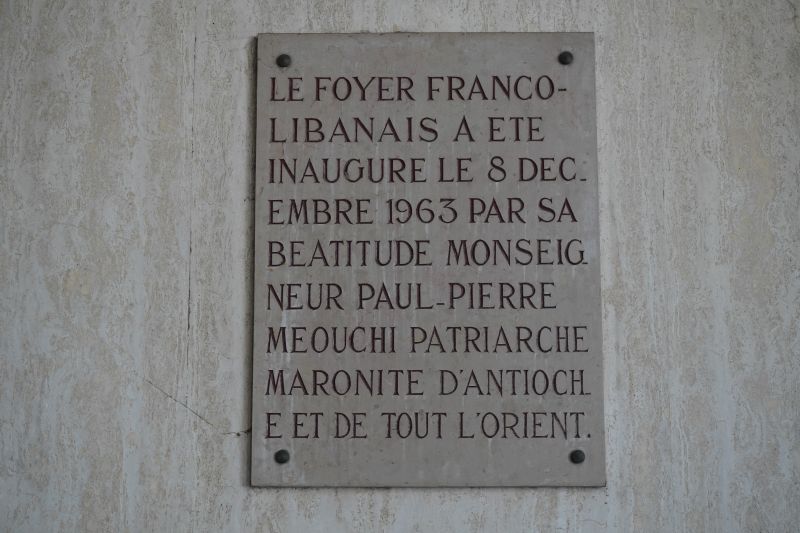 LE FOYER FRANCO-
LIBANAIS A ETE
INAUGURE LE 8 DEC-
EMBRE 1963 PAR SA
BEATITUDE MONSEIG-
NEUR PAUL-PIERRE
MEOUCHI PATRIARCHE
MARONITE D'ANTIOCH-
E ET DE TOUT L'ORIENT.